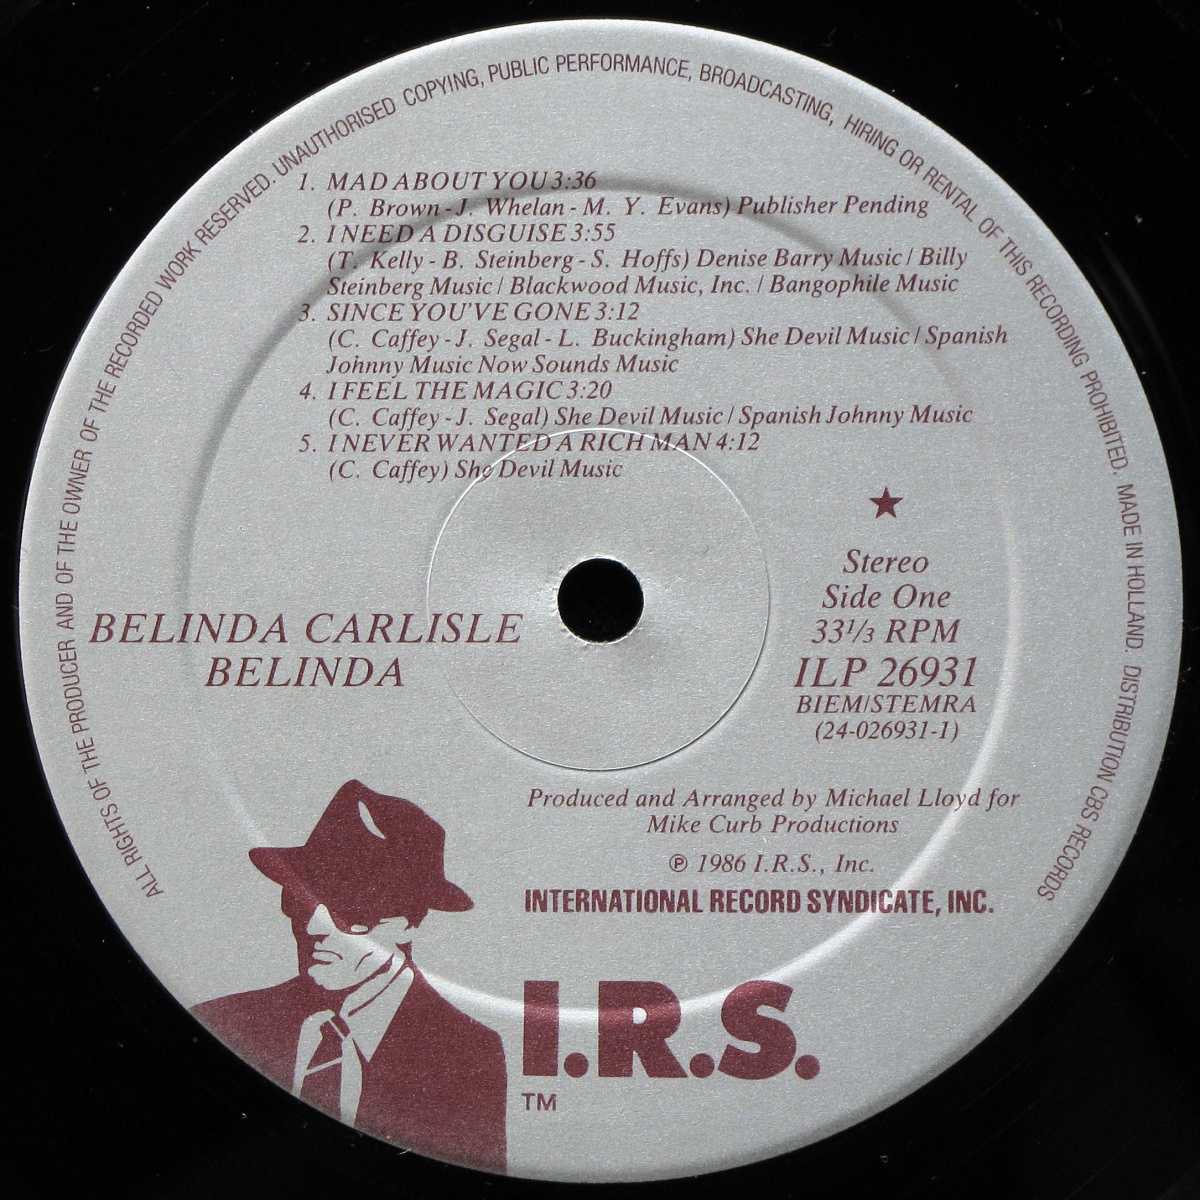 ALL RIGHTS OF THE PRODUCER AND OF THE OWNER OF THE RECORDED WORK RESERVED. UNAUTHORISED COPYING, PUBLIC PERFORMANCE, BROADCASTING, HIRING OR RENTAL OF THIS RECORDING PROHIBITED. MADE IN HOLLAND. DISTRIBUTION CBS RECORDS
1. MAD ABOUT YOU 3:36
(P. Brown - J. Whelan - M. Y. Evans) Publisher Pending
2. I NEED A DISGUISE 3:55
(T. Kelly - B. Steinberg - S. Hoffs) Denise Barry Music / Billy
Steinberg Music / Blackwood Music, Inc. / Bangophile Music
3. SINCE YOU'VE GONE 3:12
(C. Caffey - J. Segal - L. Buckingham) She Devil Music / Spanish
Johnny Music Now Sounds Music
4. I FEEL THE MAGIC 3:20
(C. Caffey - J. Segal) She Devil Music / Spanish Johnny Music
5. I NEVER WANTED A RICH MAN 4:12
(C. Caffey) She Devil Music
BELINDA CARLISLE
BELINDA
Stereo
Side One
33⅓ RPM
ILP 26931
BIEM/STEMRA
(24-026931-1)
Produced and Arranged by Michael Lloyd for
Mike Curb Productions
℗ 1986 I.R.S., Inc.
INTERNATIONAL RECORD SYNDICATE, INC.
I.R.S.
TM